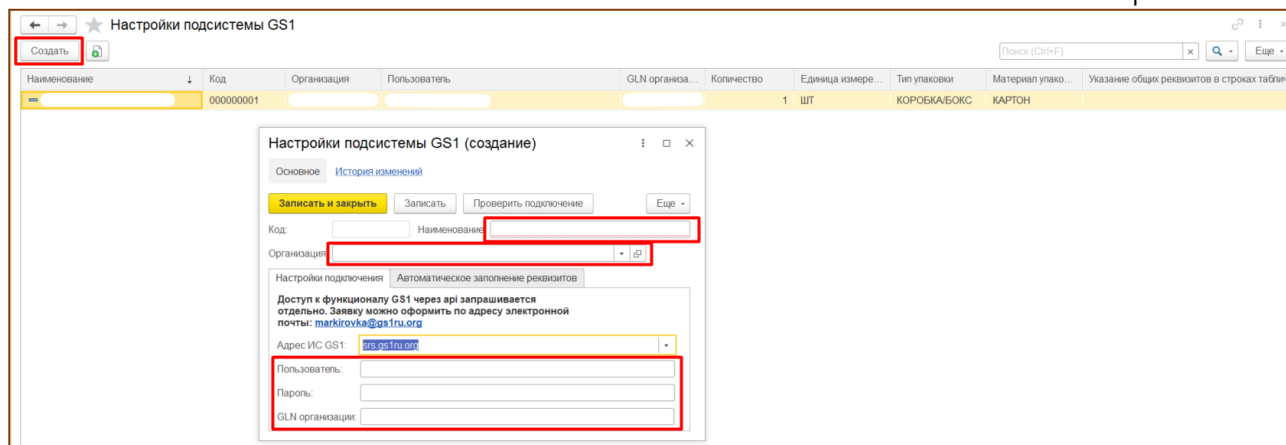 Настройки подсистемы GS1
Создать
Поиск (Ctrl+F)
Еще
Наименование Код Организация Пользователь GLN организа... Количество Единица измере... Тип упаковки Материал упако... Указание общих реквизитов в строках
000000001 1 ШТ КОРОБКА/БОКС КАРТОН
Настройки подсистемы GS1 (создание)
Основное История изменений
Записать и закрыть Записать Проверить подключение Еще
Код: Наименование
Организация
Настройки подключения Автоматическое заполнение реквизитов
Доступ к функционалу GS1 через api запрашивается
отдельно. Заявку можно оформить по адресу электронной
почты: markirovka@gs1ru.org
Адрес ИС GS1: srs.gs1ru.org
Пользователь:
Пароль:
GLN организации: